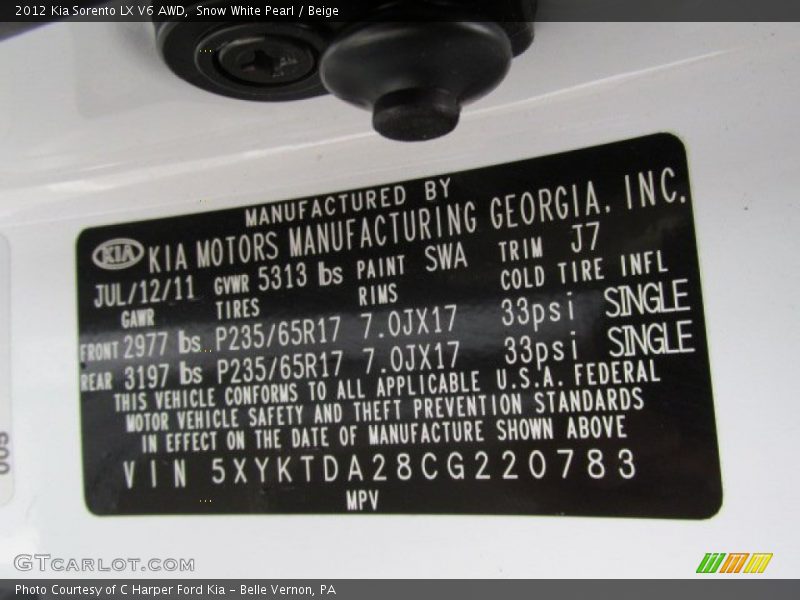 2012 Kia Sorento LX V6 AWD,  Snow White Pearl / Beige
MANUFACTURED BY
KIA KIA MOTORS MANUFACTURING GEORGIA. INC.
JUL/12/11 GVWR 5313 lbs PAINT SWA TRIM J7
GAWR TIRES RIMS COLD TIRE INFL
FRONT 2977 lbs P235/65R17 7.0JX17 33psi SINGLE
REAR 3197 lbs P235/65R17 7.0JX17 33psi SINGLE
THIS VEHICLE CONFORMS TO ALL APPLICABLE U.S.A. FEDERAL
MOTOR VEHICLE SAFETY AND THEFT PREVENTION STANDARDS
IN EFFECT ON THE DATE OF MANUFACTURE SHOWN ABOVE
VIN 5XYKTDA28CG220783
MPV
GTCARLOT.COM
Photo Courtesy of C Harper Ford Kia - Belle Vernon, PA